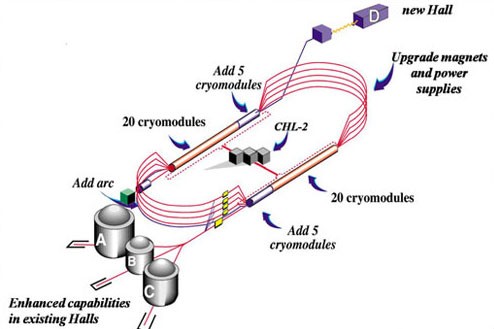 D
new Hall
Upgrade magnets
and power
supplies
Add 5
cryomodules
20 cryomodules
CHL-2
Add arc
20 cryomodules
Add 5
cryomodules
A
B
C
Enhanced capabilities
in existing Halls